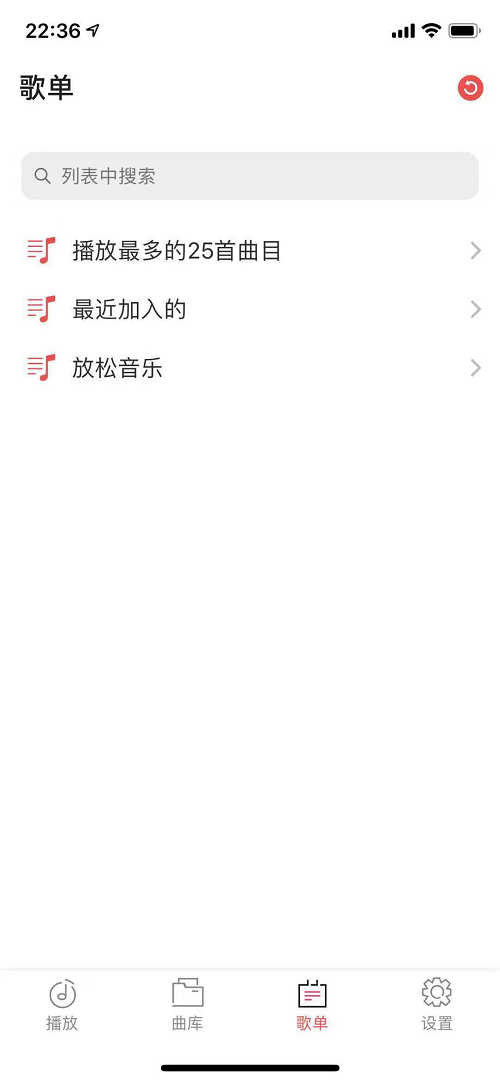 22:36
歌单
列表中搜索
播放最多的25首曲目
最近加入的
放松音乐
播放 曲库 歌单 设置